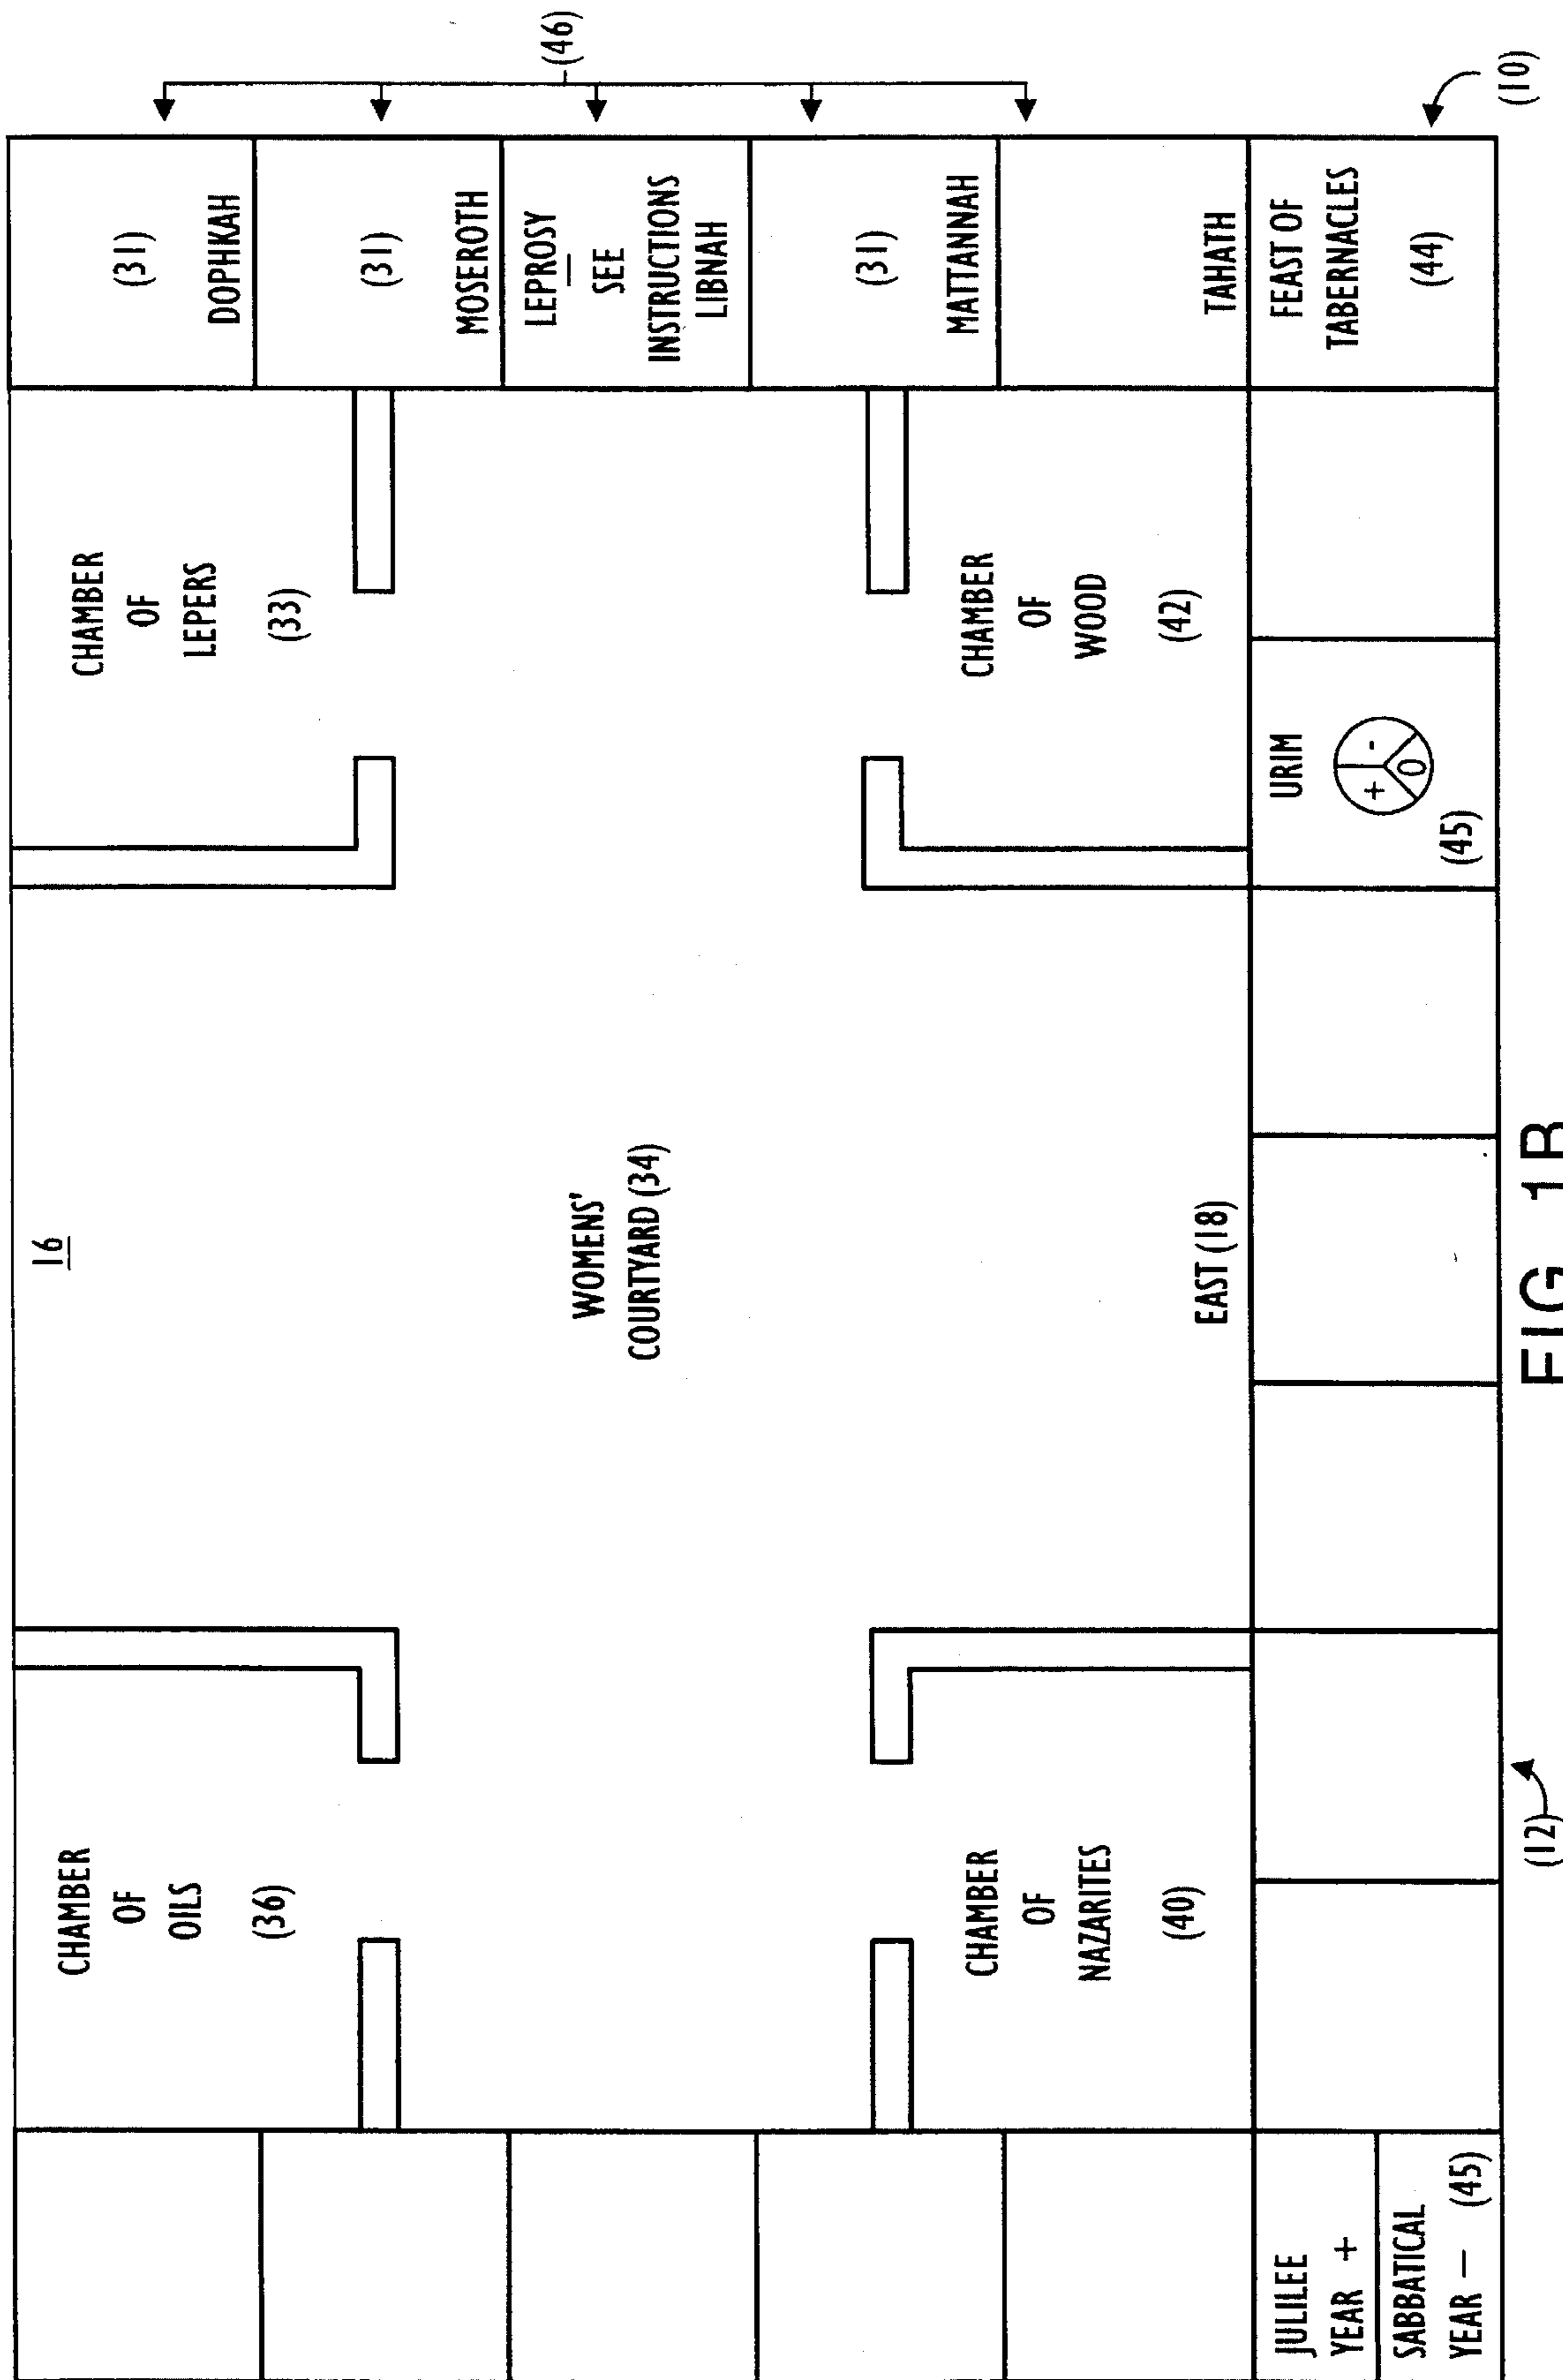 16
CHAMBER
OF
OILS
(36)
CHAMBER
OF
LEPERS
(33)
(31)
DOPHKAH
(31)
MOSEROTH
LEPROSY
—
SEE
INSTRUCTIONS
LIBNAH
(46)
WOMENS'
COURTYARD (34)
(31)
MATTANNAH
CHAMBER
OF
NAZARITES
(40)
CHAMBER
OF
WOOD
(42)
TAHATH
EAST (18)
JULILEE
YEAR +
SABBATICAL
YEAR — (45)
URIM
+ -
0
(45)
FEAST OF
TABERNACLES
(44)
(12)
(10)
FIG 1B